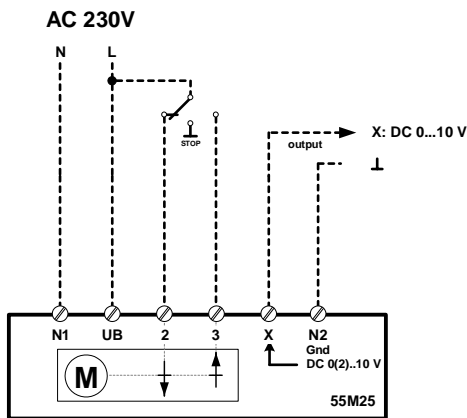 AC 230V
N L
STOP
output
X: DC 0...10 V
N1 UB 2 3 X N2
Gnd
DC 0(2)..10 V
M
55M25